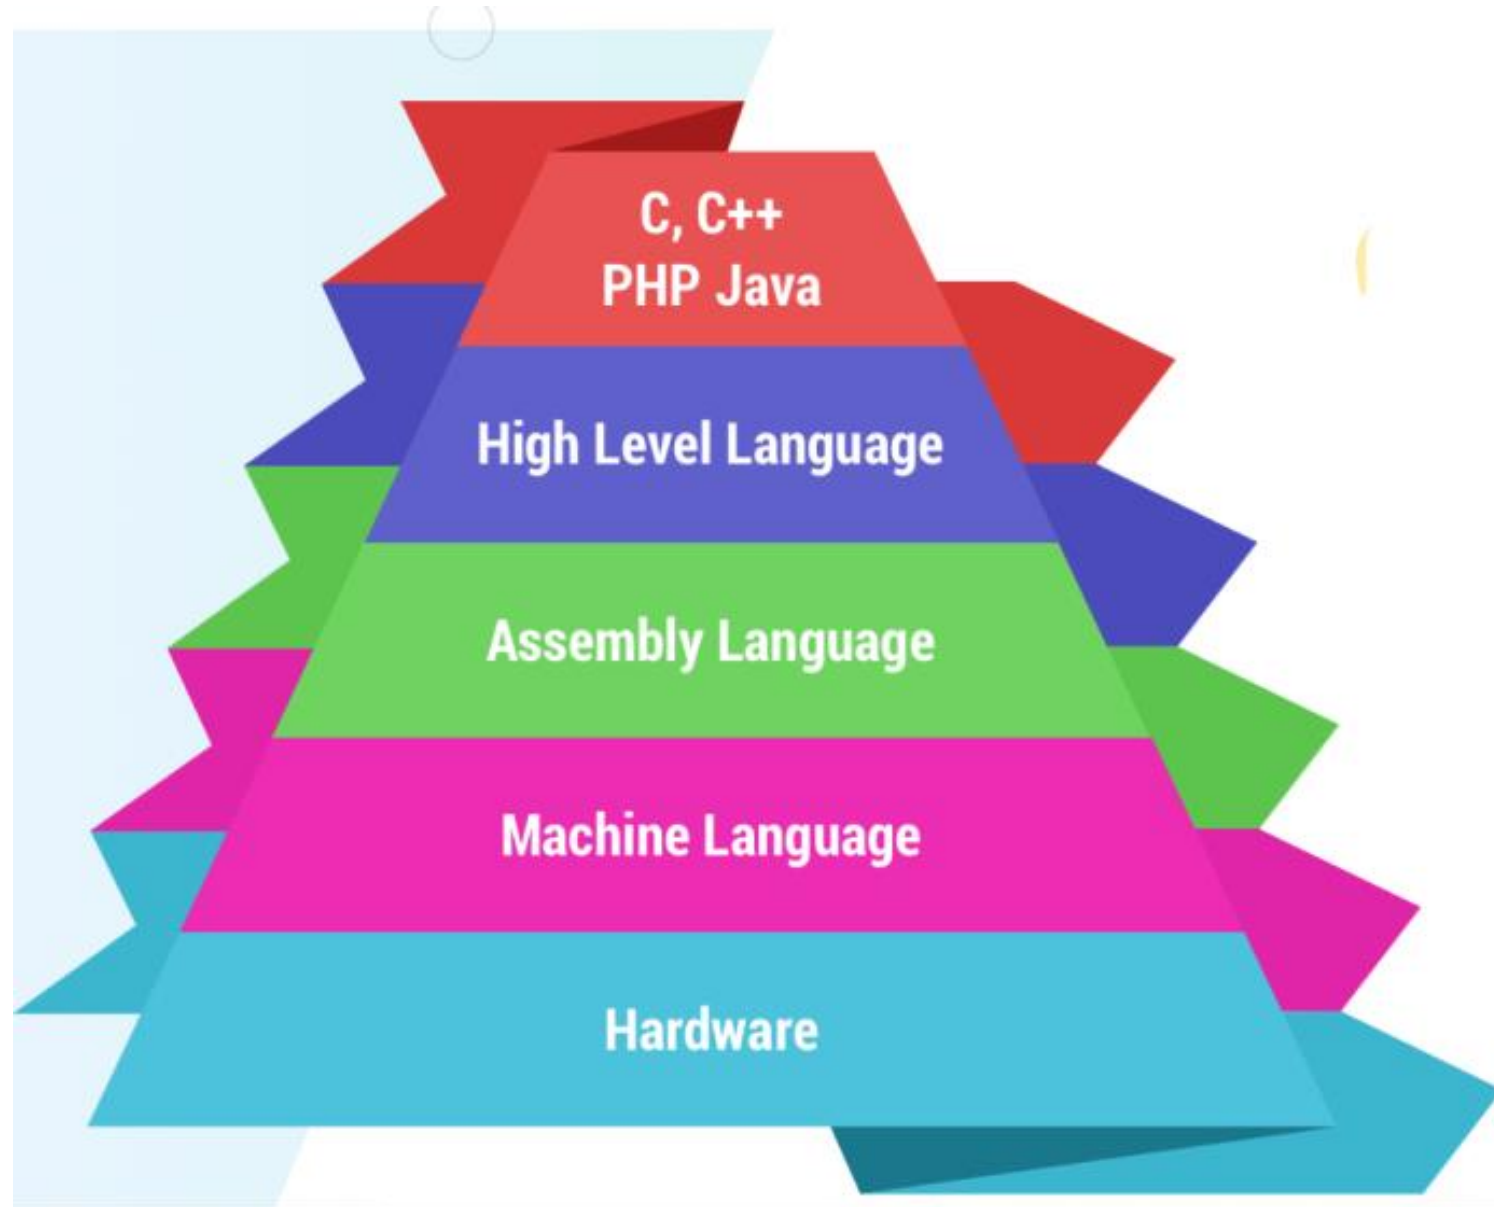 C, C++
PHP Java
High Level Language
Assembly Language
Machine Language
Hardware